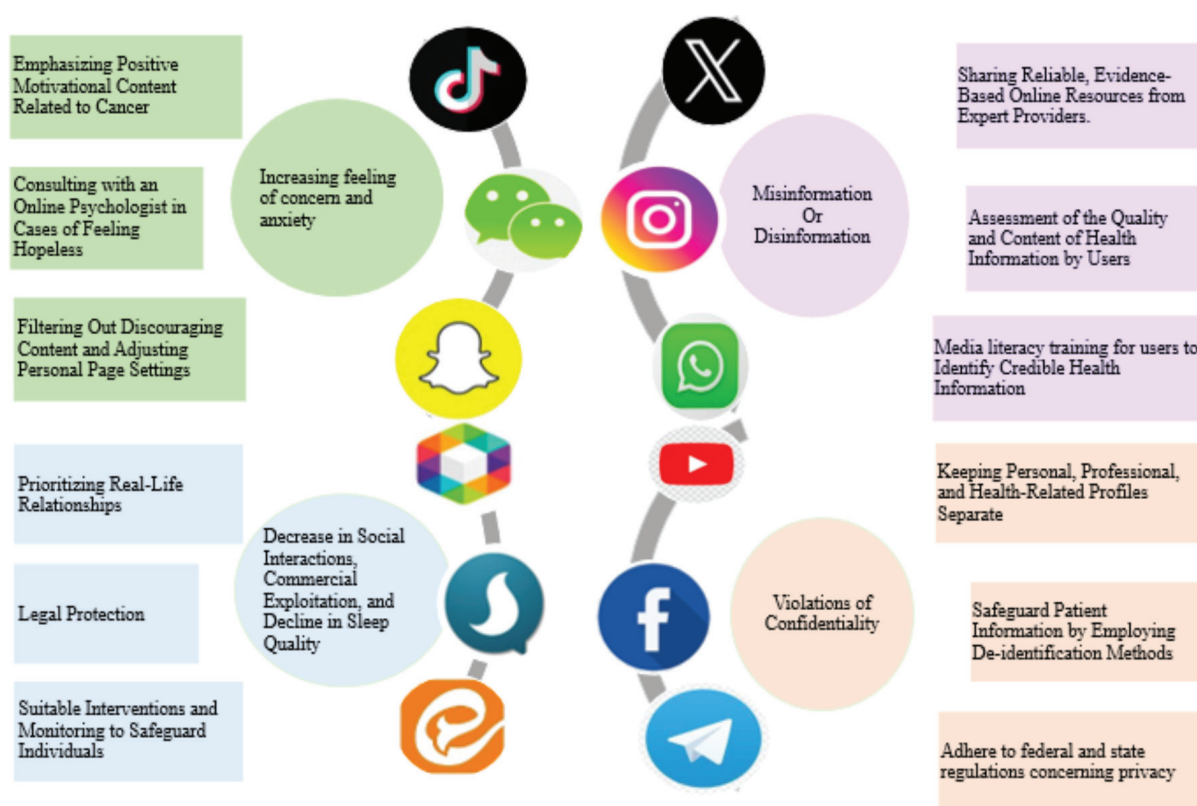 Emphasizing Positive
Motivational Content
Related to Cancer
Consulting with an
Online Psychologist in
Cases of Feeling
Hopeless
Filtering Out Discouraging
Content and Adjusting
Personal Page Settings
Increasing feeling
of concern and
anxiety
Prioritizing Real-Life
Relationships
Legal Protection
Suitable Interventions and
Monitoring to Safeguard
Individuals
Decrease in Social
Interactions,
Commercial
Exploitation, and
Decline in Sleep
Quality
Misinformation
Or
Disinformation
Sharing Reliable, Evidence-
Based Online Resources from
Expert Providers.
Assessment of the Quality
and Content of Health
Information by Users
Media literacy training for users to
Identify Credible Health
Information
Violations of
Confidentiality
Keeping Personal, Professional,
and Health-Related Profiles
Separate
Safeguard Patient
Information by Employing
De-identification Methods
Adhere to federal and state
regulations concerning privacy